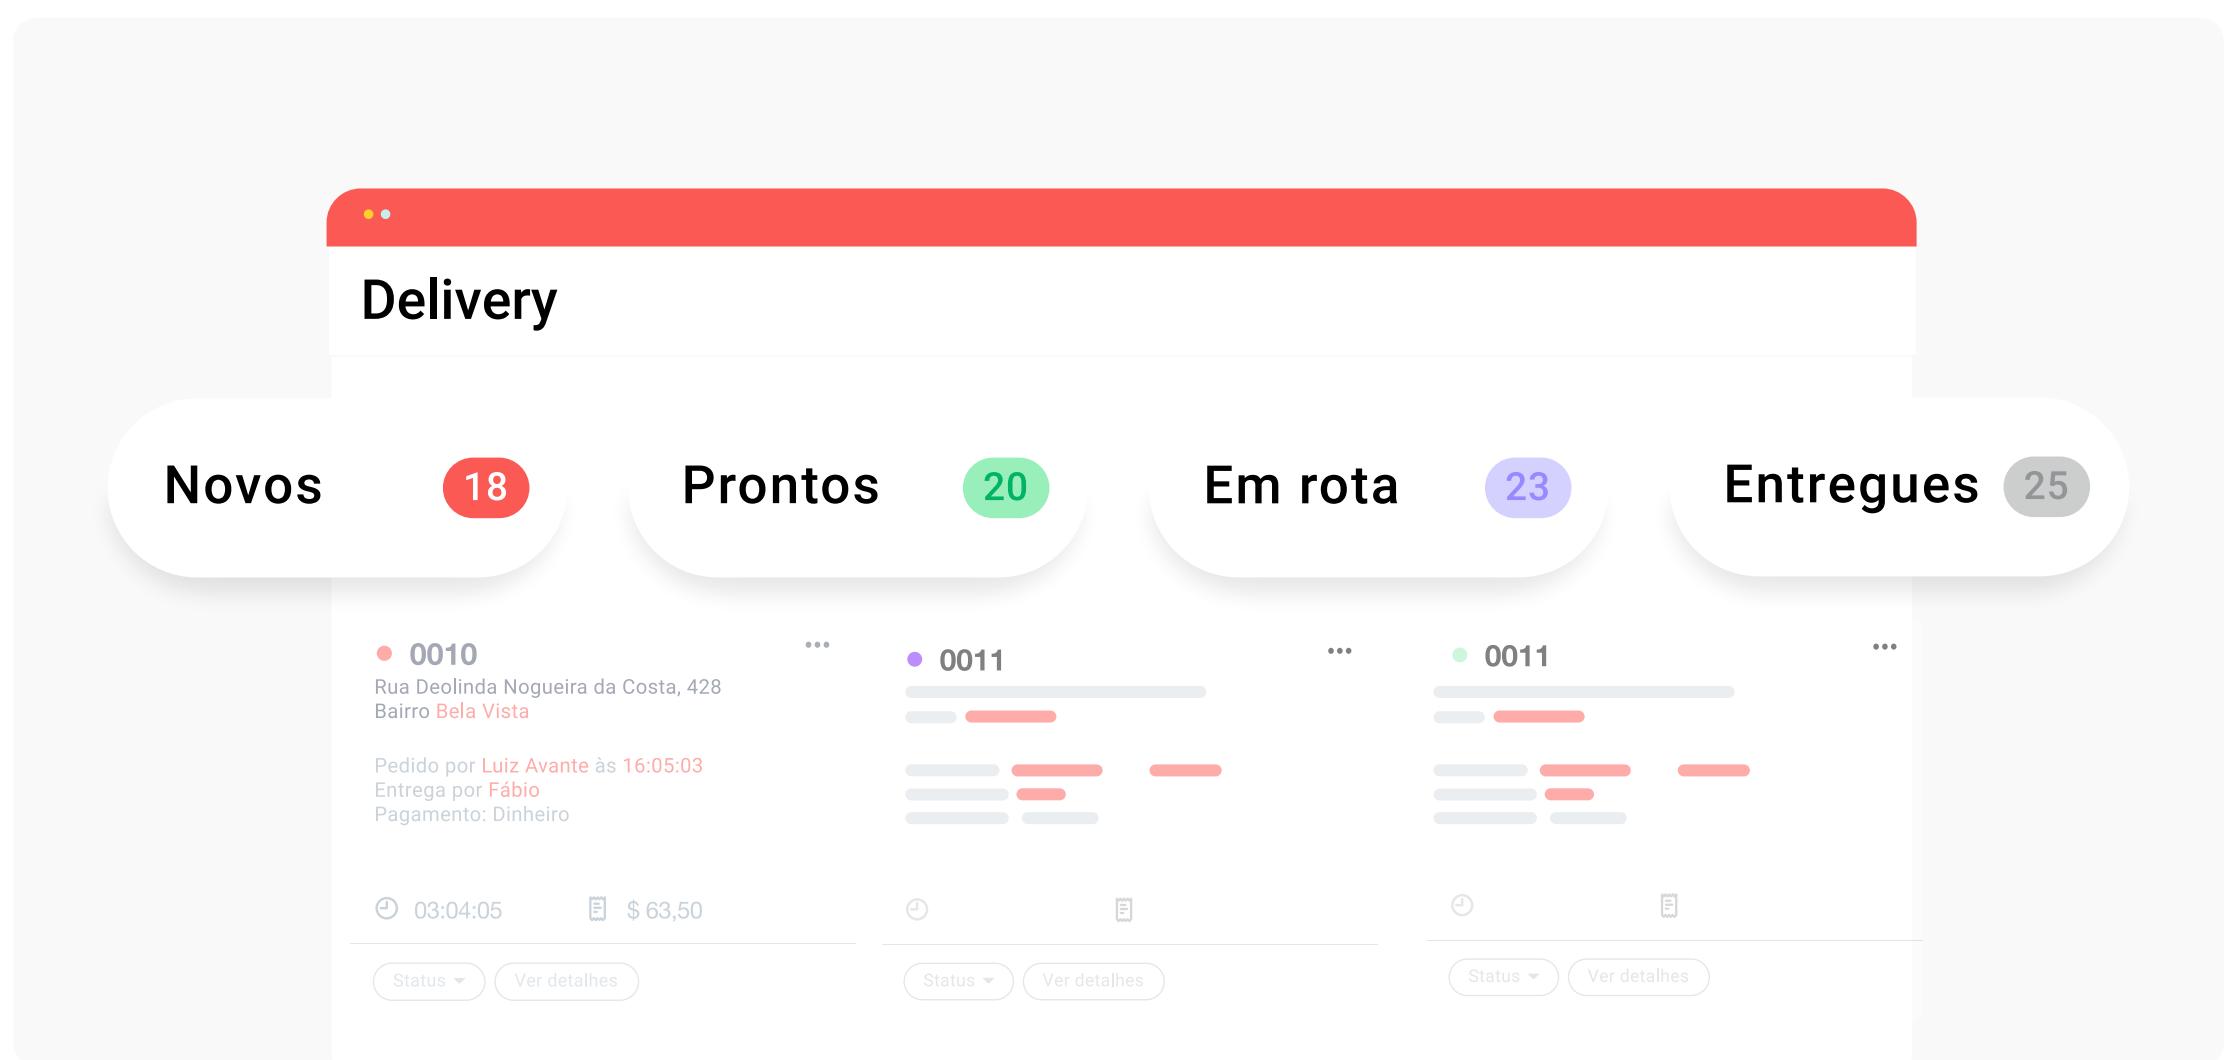 Delivery
Novos 18
Prontos 20
Em rota 23
Entregues 25
0010
Rua Deolinda Nogueira da Costa, 428
Bairro Bela Vista
Pedido por Luiz Avante às 16:05:03
Entrega por Fábio
Pagamento: Dinheiro
03:04:05 $ 63,50
Status Ver detalhes
0011
Status Ver detalhes
0011
Status Ver detalhes